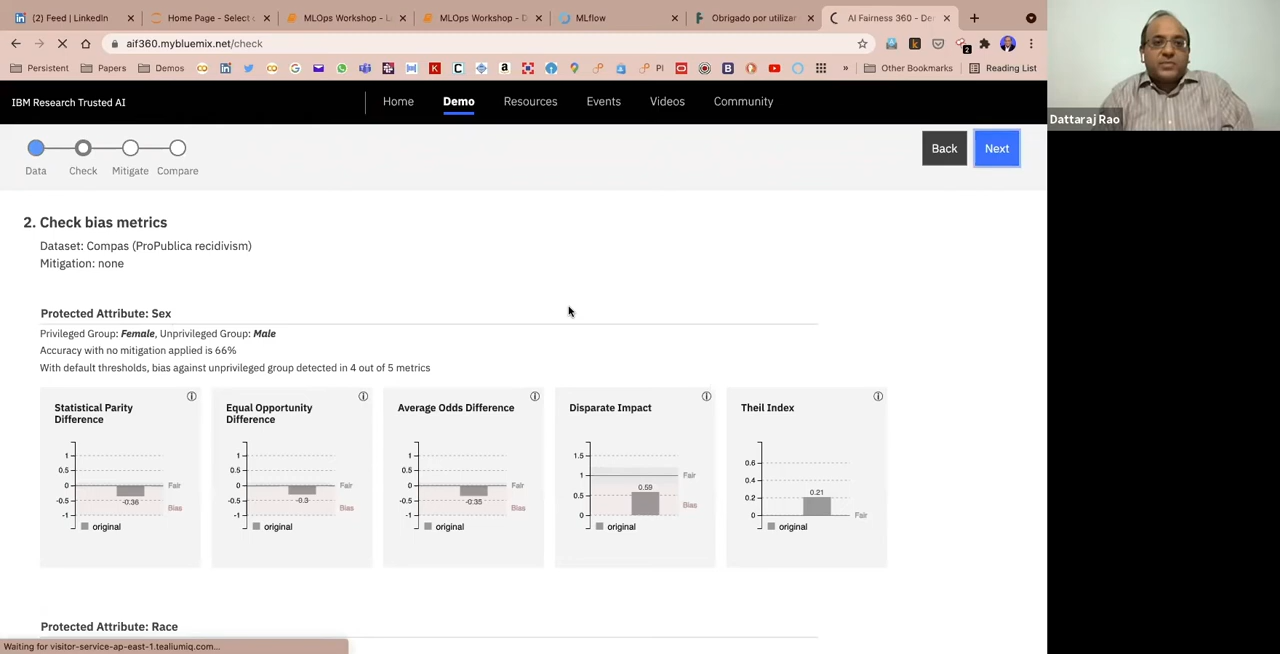 (2) Feed | LinkedIn
Home Page - Select
MLOps Workshop - L
MLOps Workshop - D
MLflow
Obrigado por utilizar
AI Fairness 360 - De
aif360.mybluemix.net/check
2
Persistent
Papers
Demos
PI
Other Bookmarks
Reading List
IBM Research Trusted AI
Home
Demo
Resources
Events
Videos
Community
Dattaraj Rao
Data
Check
Mitigate
Compare
Back
Next
2. Check bias metrics
Dataset: Compas (ProPublica recidivism)
Mitigation: none
Protected Attribute: Sex
Privileged Group: Female, Unprivileged Group: Male
Accuracy with no mitigation applied is 66%
With default thresholds, bias against unprivileged group detected in 4 out of 5 metrics
Statistical Parity
Difference
1
0.5
0
-0.5
-1
-0.36
Fair
Bias
original
Equal Opportunity
Difference
1
0.5
0
-0.5
-1
-0.3
Fair
Bias
original
Average Odds Difference
1
0.5
0
-0.5
-1
-0.35
Fair
Bias
original
Disparate Impact
1.5
1
0.5
0
0.59
Fair
Bias
original
Theil Index
0.6
0.4
0.2
0
0.21
Fair
original
Protected Attribute: Race
Waiting for visitor-service-ap-east-1.tealiumiq.com...